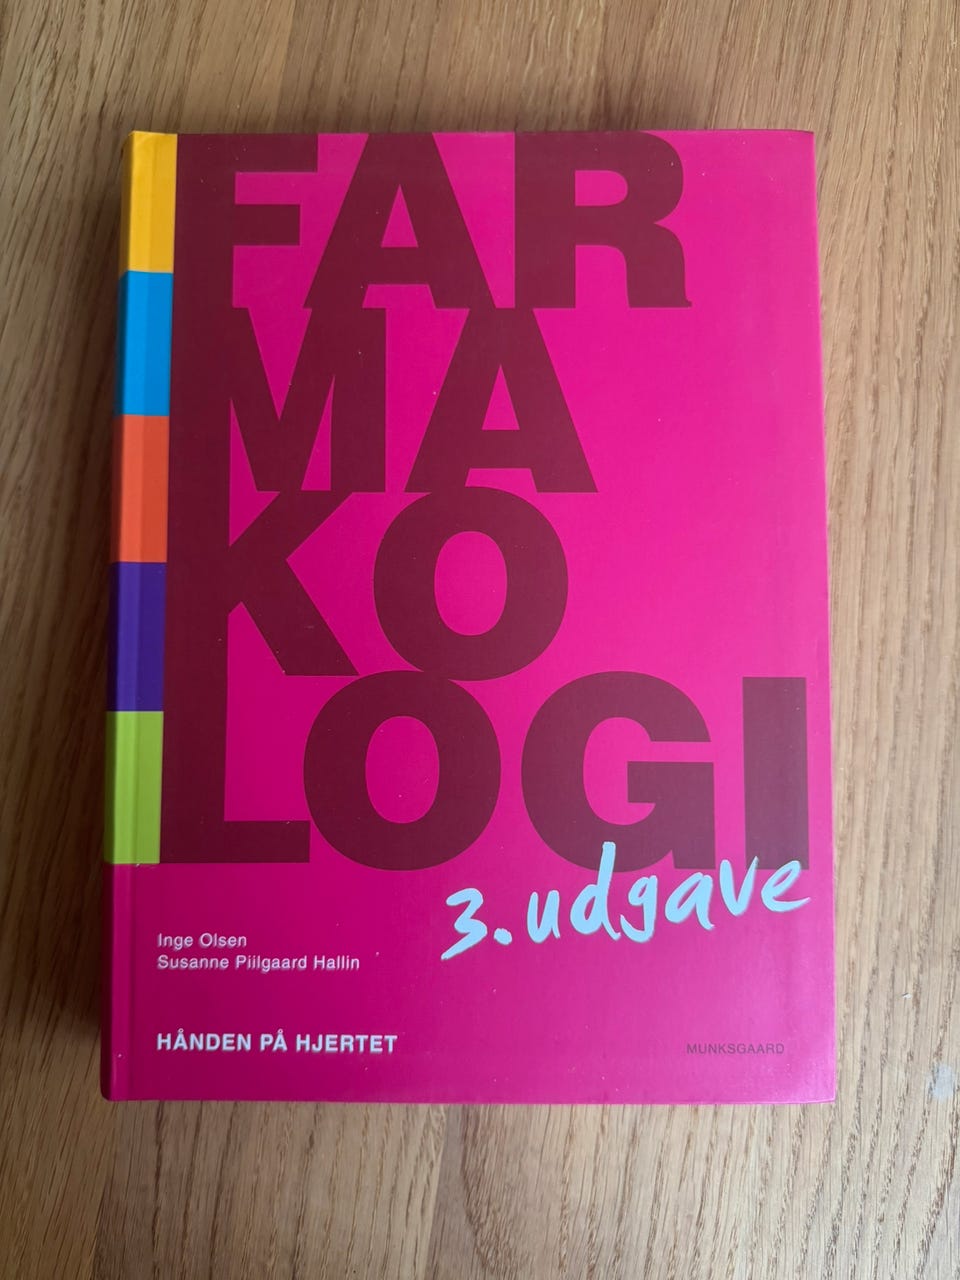 FAR
MA
KO
LOGI
3. udgave
Inge Olsen
Susanne Piilgaard Hallin
HÅNDEN PÅ HJERTET
MUNKSGAARD